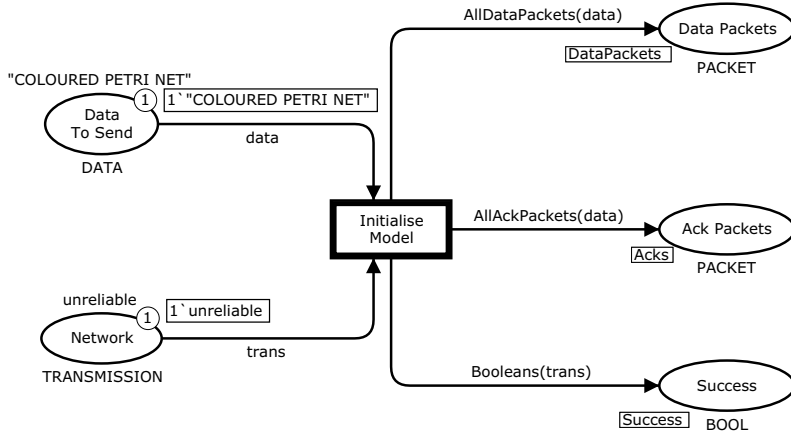 AllDataPackets(data)
Data Packets
DataPackets
PACKET
"COLOURED PETRI NET"
1
1`"COLOURED PETRI NET"
Data
To Send
data
DATA
AllAckPackets(data)
Initialise
Model
Ack Packets
Acks
PACKET
unreliable
1
1`unreliable
Network
trans
TRANSMISSION
Booleans(trans)
Success
Success
BOOL